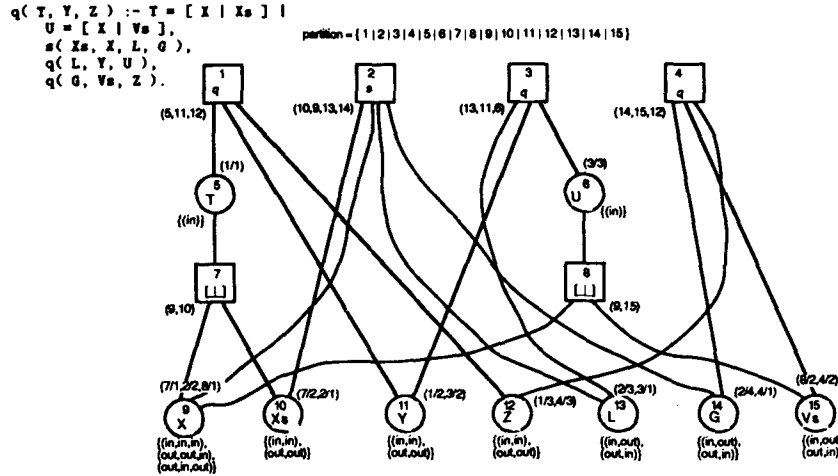 q( T, Y, Z ) :- T = [ X | Xs ] |
U = [ X | Vs ],
s( Xs, X, L, G ),
q( L, Y, U ),
q( G, Vs, Z ).
partition = { 1 | 2 | 3 | 4 | 5 | 6 | 7 | 8 | 9 | 10 | 11 | 12 | 13 | 14 | 15 }
1 2 3 4
q s q q
(5,11,12) (10,9,13,14) (13,11,6) (14,15,12)
(1/1) (3/3)
5 6
T U
{(in)} {(in)}
7 8
[_|_] [_|_]
(9,10) (9,15)
(7/1,2/2,8/1) (7/2,2/1) (1/2,3/2) (1/3,4/3) (2/3,3/1) (2/4,4/1) (8/2,4/2)
9 10 11 12 13 14 15
X Xs Y Z L G Vs
{(in,in,in), {(in,in), {(in,in), {(in,in), {(in,out), {(in,out), {(in,out),
(out,out,in), (out,out)} (out,out)} (out,out)} (out,in)} (out,in)} (out,in)}
(out,in,out)}